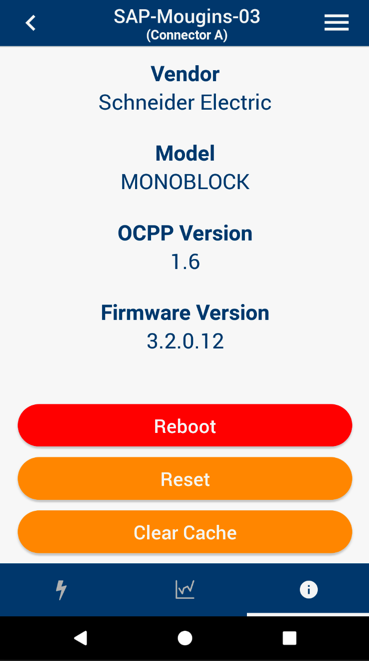 SAP-Mougins-03
(Connector A)
Vendor
Schneider Electric
Model
MONOBLOCK
OCPP Version
1.6
Firmware Version
3.2.0.12
Reboot
Reset
Clear Cache